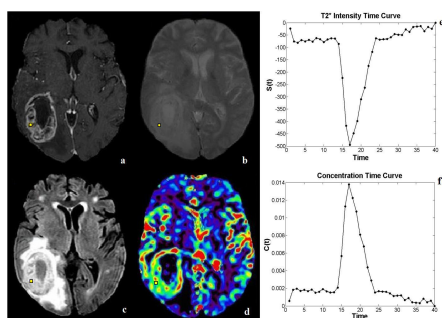 a
b
c
d
T2* Intensity Time Curve
e
S(t)
0
-50
-100
-150
-200
-250
-300
-350
-400
-450
-500
0 5 10 15 20 25 30 35 40
Time
Concentration Time Curve
f
C(t)
0.014
0.012
0.01
0.008
0.006
0.004
0.002
0
0 5 10 15 20 25 30 35 40
Time